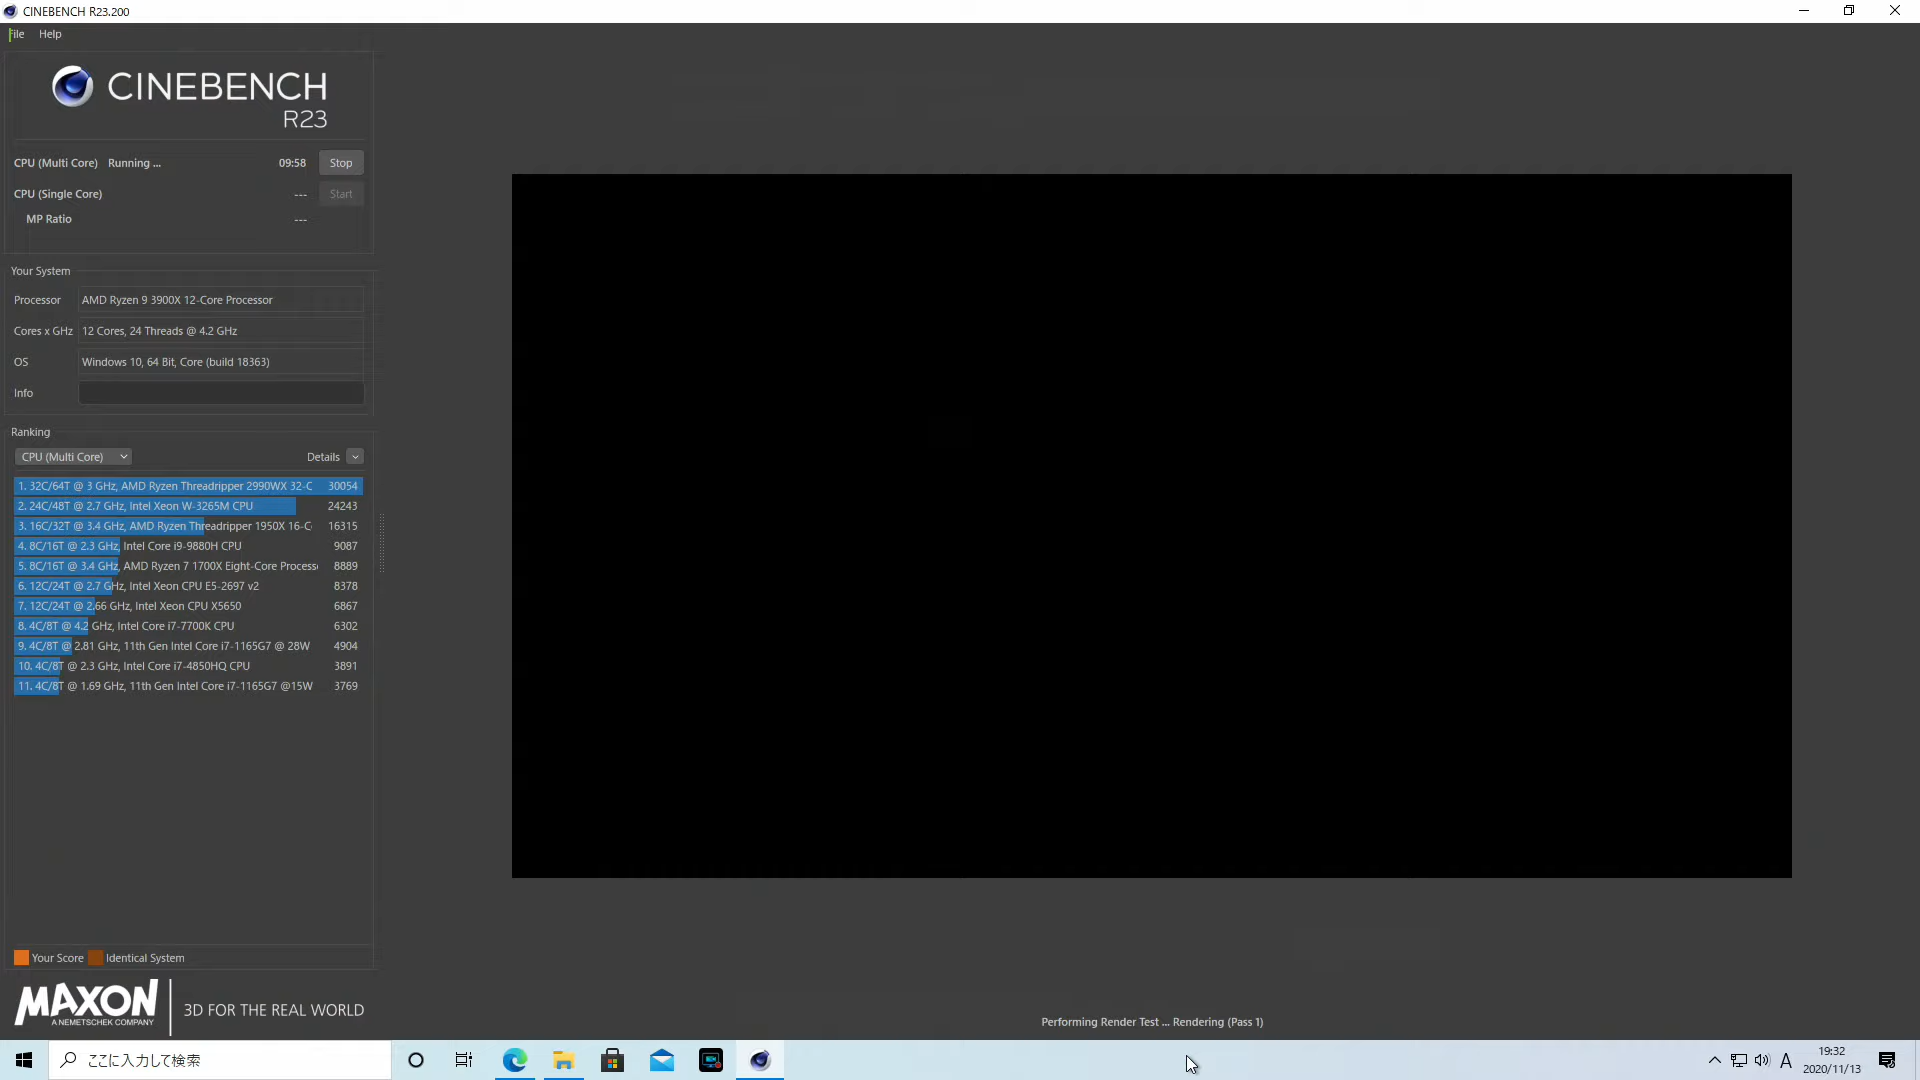 CINEBENCH R23.200
File Help
CINEBENCH
R23
CPU (Multi Core) Running ... 09:58 Stop
CPU (Single Core) --- Start
MP Ratio ---
Your System
Processor AMD Ryzen 9 3900X 12-Core Processor
Cores x GHz 12 Cores, 24 Threads @ 4.2 GHz
OS Windows 10, 64 Bit, Core (build 18363)
Info
Ranking
CPU (Multi Core) Details
1. 32C/64T @ 3 GHz, AMD Ryzen Threadripper 2990WX 32-C 30054
2. 24C/48T @ 2.7 GHz, Intel Xeon W-3265M CPU 24243
3. 16C/32T @ 3.4 GHz, AMD Ryzen Threadripper 1950X 16-C 16315
4. 8C/16T @ 2.3 GHz, Intel Core i9-9880H CPU 9087
5. 8C/16T @ 3.4 GHz, AMD Ryzen 7 1700X Eight-Core Process 8889
6. 12C/24T @ 2.7 GHz, Intel Xeon CPU E5-2697 v2 8378
7. 12C/24T @ 2.66 GHz, Intel Xeon CPU X5650 6867
8. 4C/8T @ 4.2 GHz, Intel Core i7-7700K CPU 6302
9. 4C/8T @ 2.81 GHz, 11th Gen Intel Core i7-1165G7 @ 28W 4904
10. 4C/8T @ 2.3 GHz, Intel Core i7-4850HQ CPU 3891
11. 4C/8T @ 1.69 GHz, 11th Gen Intel Core i7-1165G7 @15W 3769
Your Score Identical System
MAXON
A NEMETSCHEK COMPANY
3D FOR THE REAL WORLD
Performing Render Test ... Rendering (Pass 1)
ここに入力して検索
A
19:32
2020/11/13